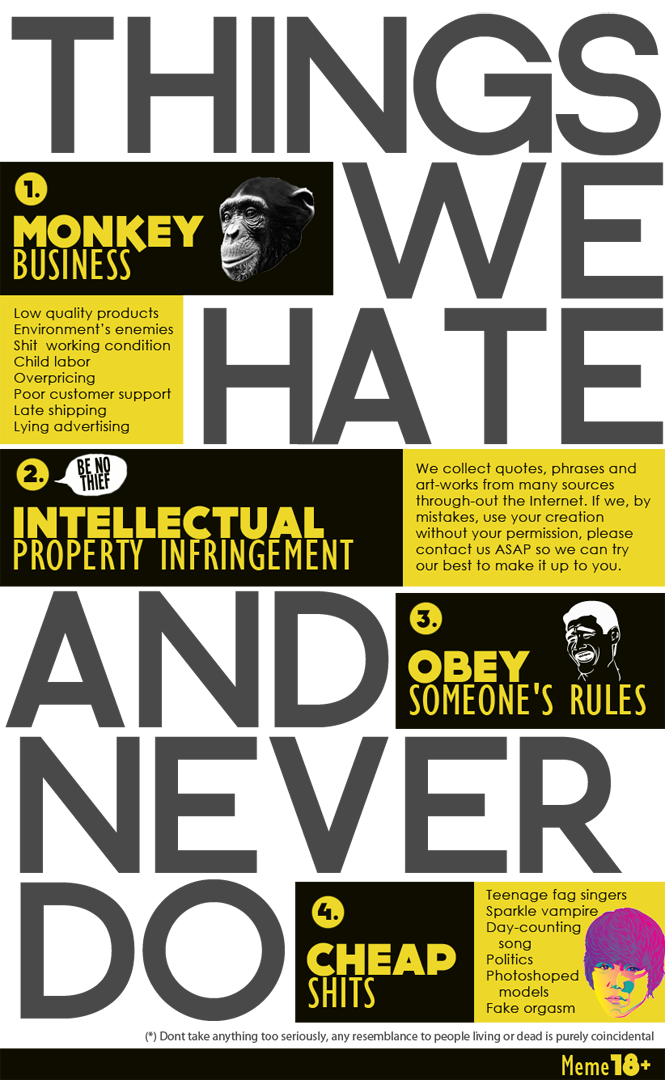 THINGS
WE
HATE
1.
MONKEY
BUSINESS
Low quality products
Environment's enemies
Shit working condition
Child labor
Overpricing
Poor customer support
Late shipping
Lying advertising
2.
BE NO
THIEF
INTELLECTUAL
PROPERTY INFRINGEMENT
We collect quotes, phrases and
art-works from many sources
through-out the Internet. If we, by
mistakes, use your creation
without your permission, please
contact us ASAP so we can try
our best to make it up to you.
AND
NEVER
DO
3.
OBEY
SOMEONE'S RULES
4.
CHEAP
SHITS
Teenage fag singers
Sparkle vampire
Day-counting
song
Politics
Photoshoped
models
Fake orgasm
(*) Dont take anything too seriously, any resemblance to people living or dead is purely coincidental
Meme18+